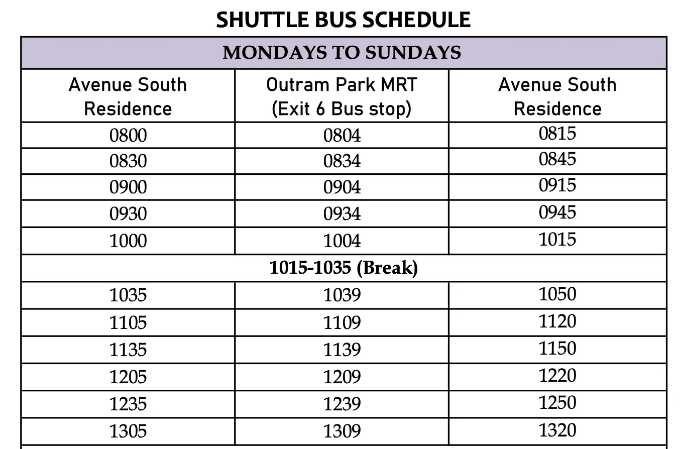 SHUTTLE BUS SCHEDULE
MONDAYS TO SUNDAYS
Avenue South Residence | Outram Park MRT (Exit 6 Bus stop) | Avenue South Residence
0800 | 0804 | 0815
0830 | 0834 | 0845
0900 | 0904 | 0915
0930 | 0934 | 0945
1000 | 1004 | 1015
1015-1035 (Break)
1035 | 1039 | 1050
1105 | 1109 | 1120
1135 | 1139 | 1150
1205 | 1209 | 1220
1235 | 1239 | 1250
1305 | 1309 | 1320